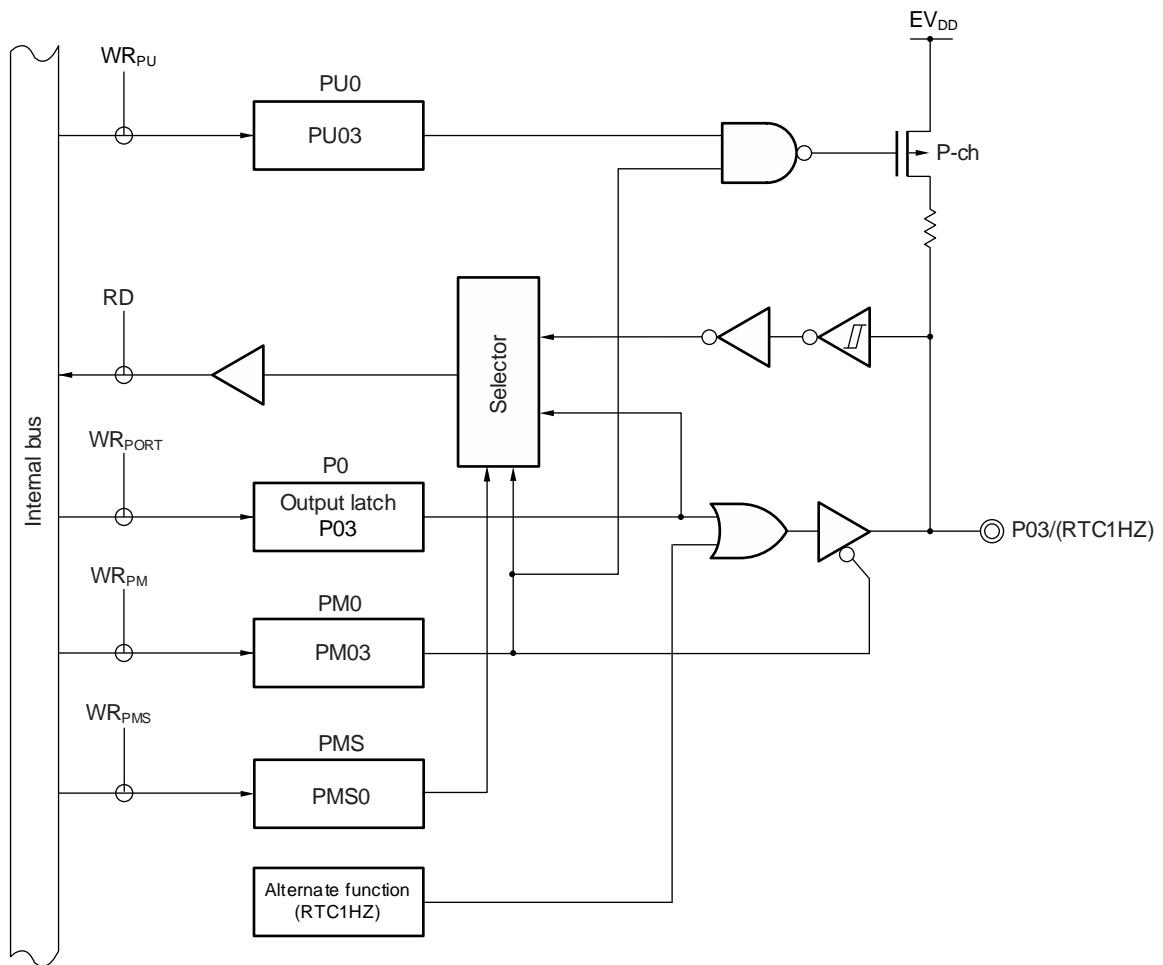 EVDD
WRPU
PU0
PU03
P-ch
RD
Selector
Internal bus
WRPORT
P0
Output latch
P03
P03/(RTC1HZ)
WRPM
PM0
PM03
WRPMS
PMS
PMS0
Alternate function
(RTC1HZ)